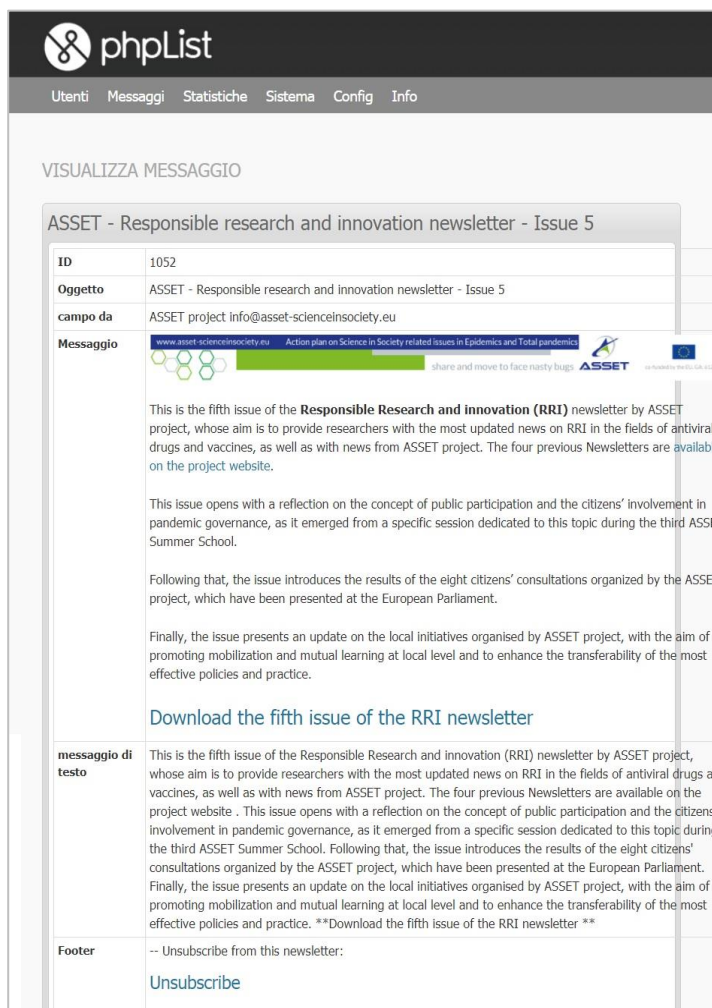 phpList
Utenti Messaggi Statistiche Sistema Config Info
VISUALIZZA MESSAGGIO
ASSET - Responsible research and innovation newsletter - Issue 5
ID 1052
Oggetto ASSET - Responsible research and innovation newsletter - Issue 5
campo da ASSET project info@asset-scienceinsociety.eu
Messaggio www.asset-scienceinsociety.eu Action plan on Science in Society related issues in Epidemics and Total pandemics
share and move to face nasty bugs ASSET
This is the fifth issue of the Responsible Research and innovation (RRI) newsletter by ASSET
project, whose aim is to provide researchers with the most updated news on RRI in the fields of antiviral
drugs and vaccines, as well as with news from ASSET project. The four previous Newsletters are availab
on the project website.
This issue opens with a reflection on the concept of public participation and the citizens’ involvement in
pandemic governance, as it emerged from a specific session dedicated to this topic during the third ASSE
Summer School.
Following that, the issue introduces the results of the eight citizens’ consultations organized by the ASSE
project, which have been presented at the European Parliament.
Finally, the issue presents an update on the local initiatives organised by ASSET project, with the aim of
promoting mobilization and mutual learning at local level and to enhance the transferability of the most
effective policies and practice.
Download the fifth issue of the RRI newsletter
messaggio di testo This is the fifth issue of the Responsible Research and innovation (RRI) newsletter by ASSET project,
whose aim is to provide researchers with the most updated news on RRI in the fields of antiviral drugs a
vaccines, as well as with news from ASSET project. The four previous Newsletters are available on the
project website . This issue opens with a reflection on the concept of public participation and the citizens
involvement in pandemic governance, as it emerged from a specific session dedicated to this topic during
the third ASSET Summer School. Following that, the issue introduces the results of the eight citizens'
consultations organized by the ASSET project, which have been presented at the European Parliament.
Finally, the issue presents an update on the local initiatives organised by ASSET project, with the aim of
promoting mobilization and mutual learning at local level and to enhance the transferability of the most
effective policies and practice. **Download the fifth issue of the RRI newsletter **
Footer -- Unsubscribe from this newsletter:
Unsubscribe